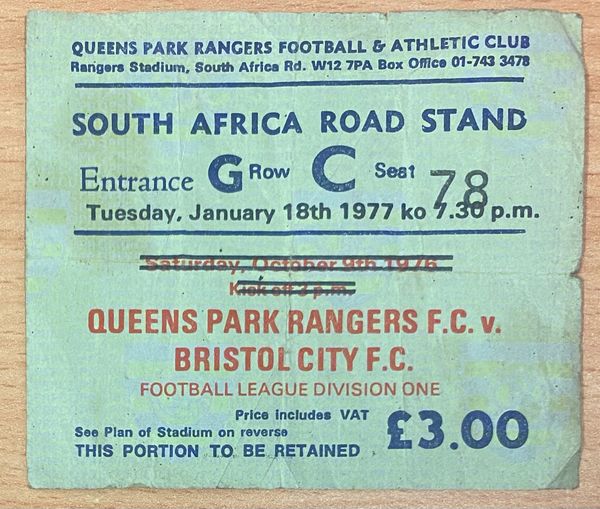 QUEENS PARK RANGERS FOOTBALL & ATHLETIC CLUB
Rangers Stadium, South Africa Rd. W12 7PA Box Office 01-743 3478
SOUTH AFRICA ROAD STAND
Entrance G Row C Seat 78
Tuesday, January 18th 1977 ko 7.30 p.m.
Saturday, October 9th 1976
Kick off 3 p.m.
QUEENS PARK RANGERS F.C. v.
BRISTOL CITY F.C.
FOOTBALL LEAGUE DIVISION ONE
Price includes VAT
See Plan of Stadium on reverse
THIS PORTION TO BE RETAINED
£3.00